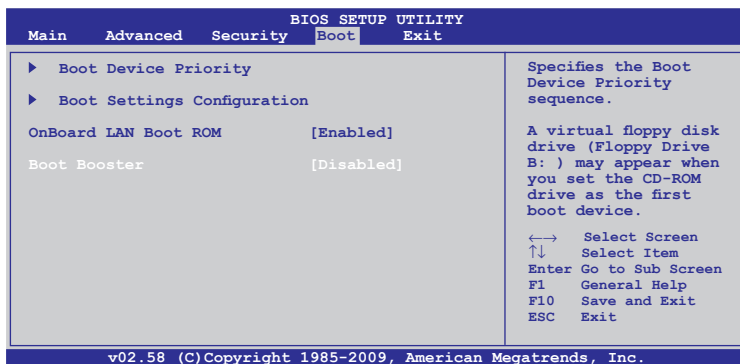 BIOS SETUP UTILITY
Main Advanced Security Boot Exit
Boot Device Priority
Boot Settings Configuration
OnBoard LAN Boot ROM [Enabled]
Boot Booster [Disabled]
Specifies the Boot
Device Priority
sequence.
A virtual floppy disk
drive (Floppy Drive
B: ) may appear when
you set the CD-ROM
drive as the first
boot device.
←→ Select Screen
↑↓ Select Item
Enter Go to Sub Screen
F1 General Help
F10 Save and Exit
ESC Exit
v02.58 (C)Copyright 1985-2009, American Megatrends, Inc.